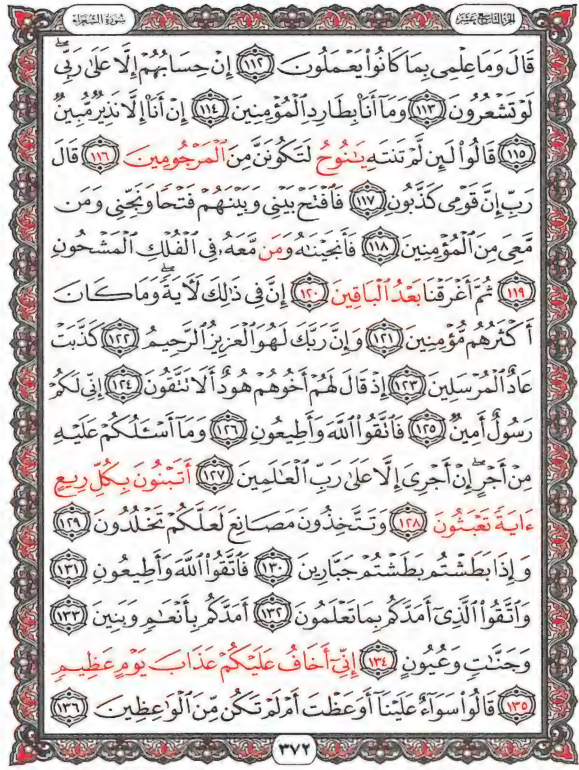 الجزء التاسع عشر
سورة الشعراء
قَالَ وَمَا عِلْمِى بِمَا كَانُوا۟ يَعْمَلُونَ ١١٢ إِنْ حِسَابُهُمْ إِلَّا عَلَىٰ رَبِّى ۖ
لَوْ تَشْعُرُونَ ١١٣ وَمَآ أَنَا۠ بِطَارِدِ ٱلْمُؤْمِنِينَ ١١٤ إِنْ أَنَا۠ إِلَّا نَذِيرٌ مُّبِينٌ
١١٥ قَالُوا۟ لَئِن لَّمْ تَنتَهِ يَٰنُوحُ لَتَكُونَنَّ مِنَ ٱلْمَرْجُومِينَ ١١٦ قَالَ
رَبِّ إِنَّ قَوْمِى كَذَّبُونِ ١١٧ فَٱفْتَحْ بَيْنِى وَبَيْنَهُمْ فَتْحًا وَنَجِّنِى وَمَن
مَّعِىَ مِنَ ٱلْمُؤْمِنِينَ ١١٨ فَأَنجَيْنَٰهُ وَمَن مَّعَهُۥ فِى ٱلْفُلْكِ ٱلْمَشْحُونِ
١١٩ ثُمَّ أَغْرَقْنَا بَعْدُ ٱلْبَاقِينَ ١٢٠ إِنَّ فِى ذَٰلِكَ لَءَايَةً ۖ وَمَا كَانَ
أَكْثَرُهُم مُّؤْمِنِينَ ١٢١ وَإِنَّ رَبَّكَ لَهُوَ ٱلْعَزِيزُ ٱلرَّحِيمُ ١٢٢ كَذَّبَتْ
عَادٌ ٱلْمُرْسَلِينَ ١٢٣ إِذْ قَالَ لَهُمْ أَخُوهُمْ هُودٌ أَلَا تَتَّقُونَ ١٢٤ إِنِّى لَكُمْ
رَسُولٌ أَمِينٌ ١٢٥ فَٱتَّقُوا۟ ٱللَّهَ وَأَطِيعُونِ ١٢٦ وَمَآ أَسْـَٔلُكُمْ عَلَيْهِ
مِنْ أَجْرٍ ۖ إِنْ أَجْرِىَ إِلَّا عَلَىٰ رَبِّ ٱلْعَٰلَمِينَ ١٢٧ أَتَبْنُونَ بِكُلِّ رِيعٍ
ءَايَةً تَعْبَثُونَ ١٢٨ وَتَتَّخِذُونَ مَصَانِعَ لَعَلَّكُمْ تَخْلُدُونَ ١٢٩
وَإِذَا بَطَشْتُم بَطَشْتُمْ جَبَّارِينَ ١٣٠ فَٱتَّقُوا۟ ٱللَّهَ وَأَطِيعُونِ ١٣١
وَٱتَّقُوا۟ ٱلَّذِىٓ أَمَدَّكُم بِمَا تَعْلَمُونَ ١٣٢ أَمَدَّكُم بِأَنْعَٰمٍ وَبَنِينَ ١٣٣
وَجَنَّٰتٍ وَعُيُونٍ ١٣٤ إِنِّىٓ أَخَافُ عَلَيْكُمْ عَذَابَ يَوْمٍ عَظِيمٍ
١٣٥ قَالُوا۟ سَوَآءٌ عَلَيْنَآ أَوَعَظْتَ أَمْ لَمْ تَكُن مِّنَ ٱلْوَٰعِظِينَ ١٣٦
٣٧٢